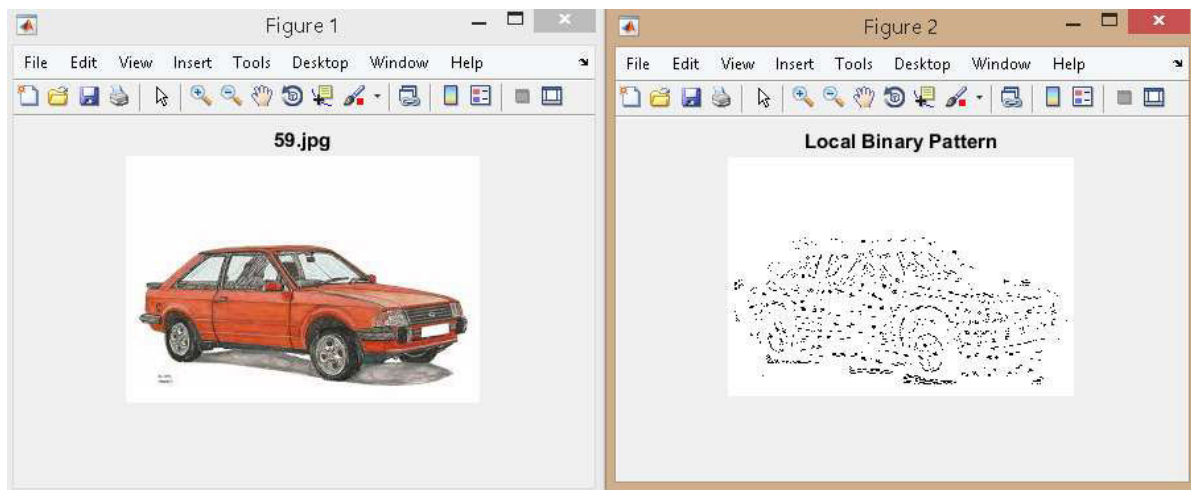 Figure 1
File Edit View Insert Tools Desktop Window Help
59.jpg
Figure 2
File Edit View Insert Tools Desktop Window Help
Local Binary Pattern